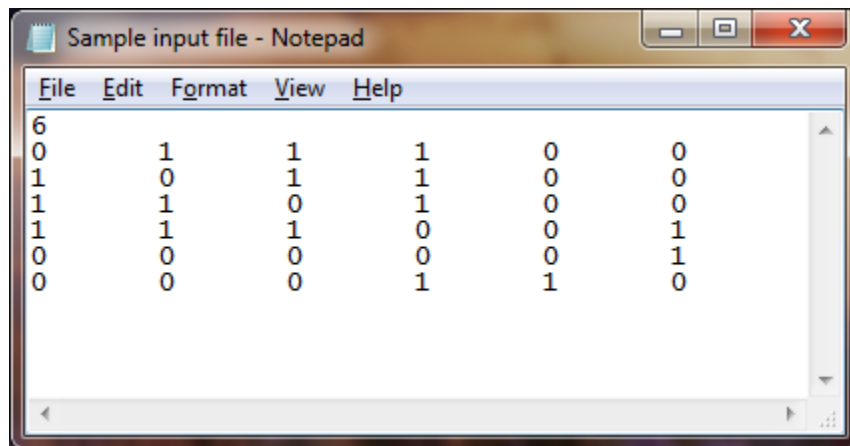 Sample input file - Notepad
File Edit Format View Help
6
0 1 1 1 0 0
1 0 1 1 0 0
1 1 0 1 0 0
1 1 1 0 0 1
0 0 0 0 0 1
0 0 0 1 1 0